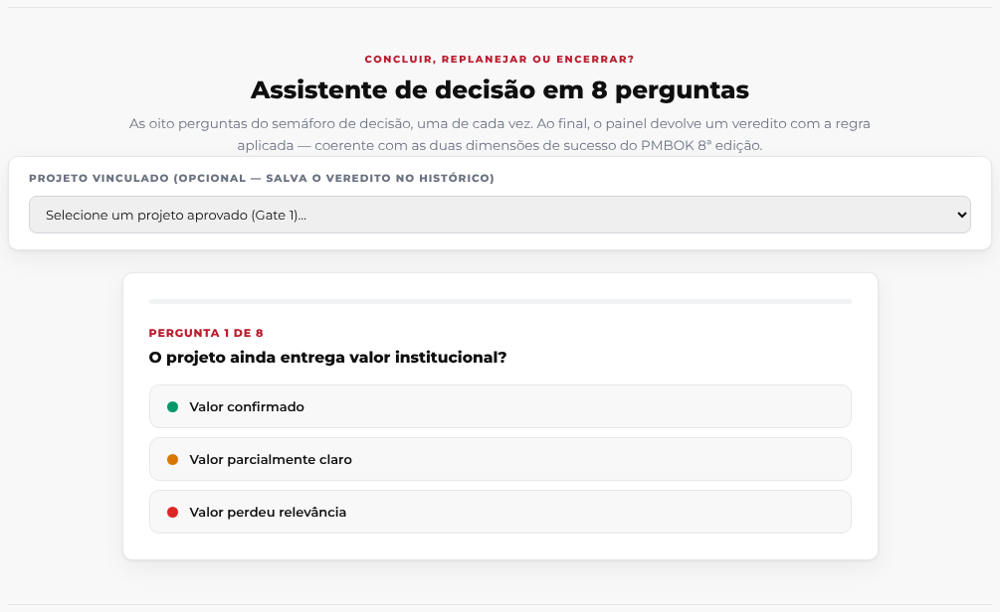 CONCLUIR, REPLANEJAR OU ENCERRAR?
Assistente de decisão em 8 perguntas
As oito perguntas do semáforo de decisão, uma de cada vez. Ao final, o painel devolve um veredito com a regra
aplicada — coerente com as duas dimensões de sucesso do PMBOK 8ª edição.
PROJETO VINCULADO (OPCIONAL — SALVA O VEREDITO NO HISTÓRICO)
Selecione um projeto aprovado (Gate 1)...
PERGUNTA 1 DE 8
O projeto ainda entrega valor institucional?
Valor confirmado
Valor parcialmente claro
Valor perdeu relevância